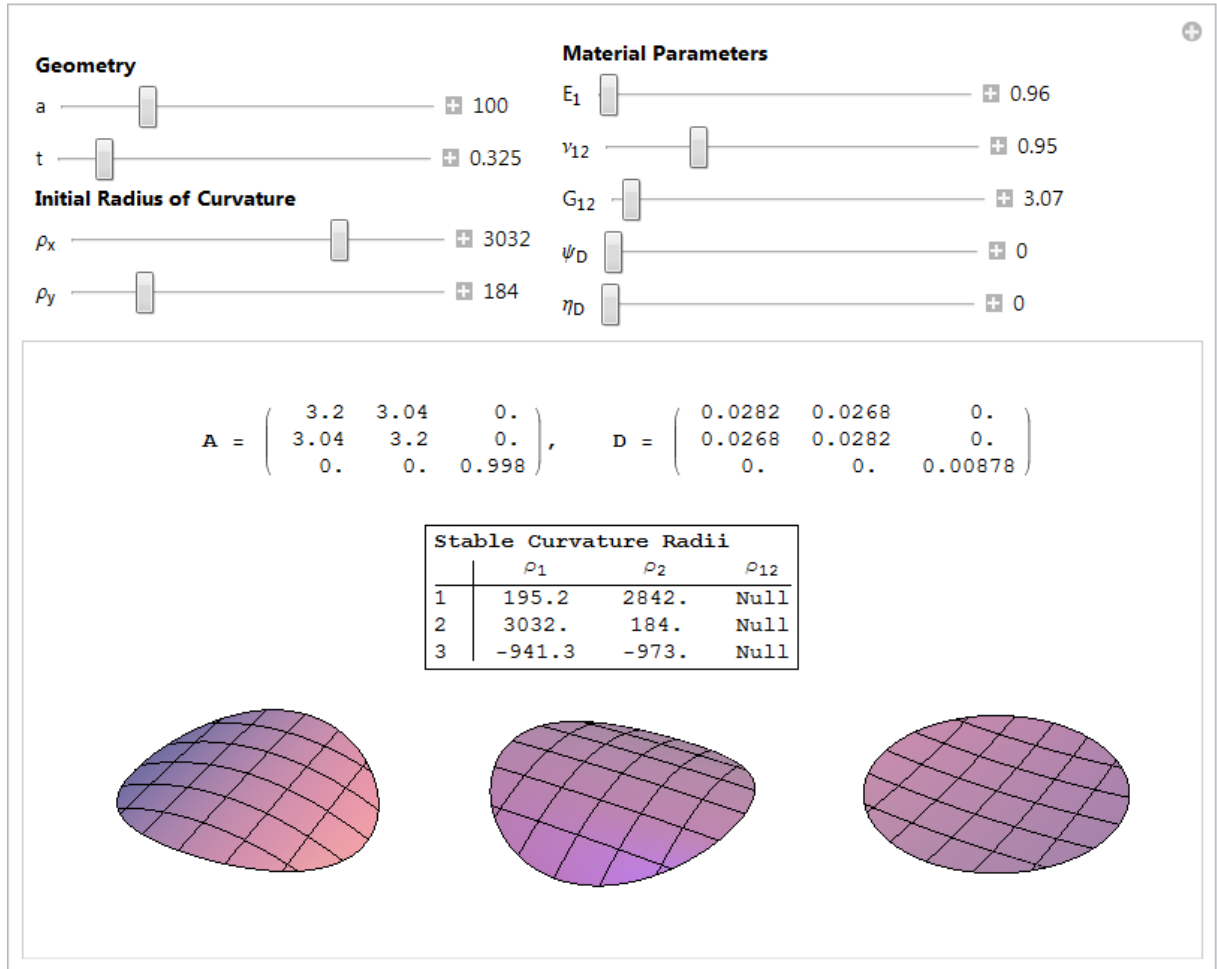 Geometry
a 100
t 0.325
Initial Radius of Curvature
ρx 3032
ρy 184
Material Parameters
E1 0.96
ν12 0.95
G12 3.07
ψD 0
ηD 0
A = ( 3.2 3.04 0.
3.04 3.2 0.
0. 0. 0.998 ),
D = ( 0.0282 0.0268 0.
0.0268 0.0282 0.
0. 0. 0.00878 )
Stable Curvature Radii
ρ1 ρ2 ρ12
1 195.2 2842. Null
2 3032. 184. Null
3 -941.3 -973. Null